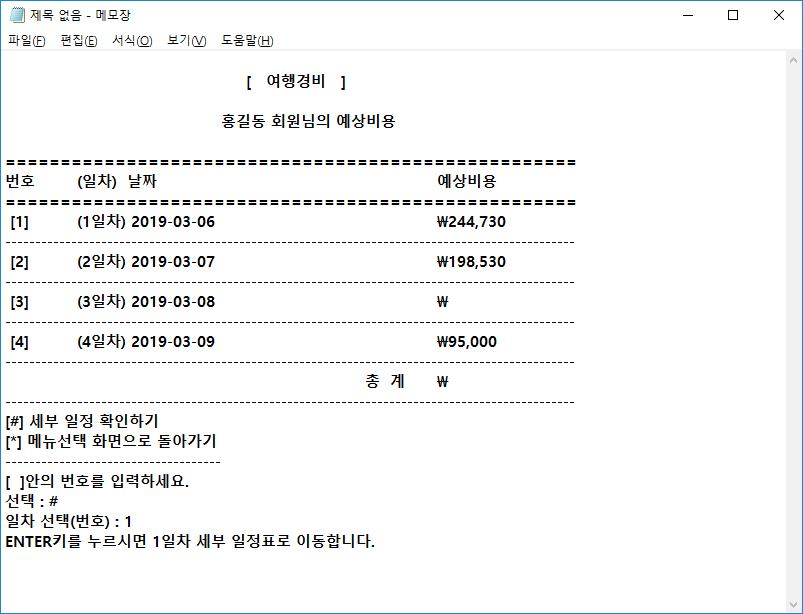 제목 없음 - 메모장
파일(F) 편집(E) 서식(O) 보기(V) 도움말(H)
[ 여행경비 ]
홍길동 회원님의 예상비용
====================================================
번호 (일차) 날짜 예상비용
====================================================
[1] (1일차) 2019-03-06 ₩244,730
-----------------------------------------------------------------------------------------------
[2] (2일차) 2019-03-07 ₩198,530
-----------------------------------------------------------------------------------------------
[3] (3일차) 2019-03-08 ₩
-----------------------------------------------------------------------------------------------
[4] (4일차) 2019-03-09 ₩95,000
-----------------------------------------------------------------------------------------------
총 계 ₩
-----------------------------------------------------------------------------------------------
[#] 세부 일정 확인하기
[*] 메뉴선택 화면으로 돌아가기
------------------------------------
[ ]안의 번호를 입력하세요.
선택 : #
일차 선택(번호) : 1
ENTER키를 누르시면 1일차 세부 일정표로 이동합니다.